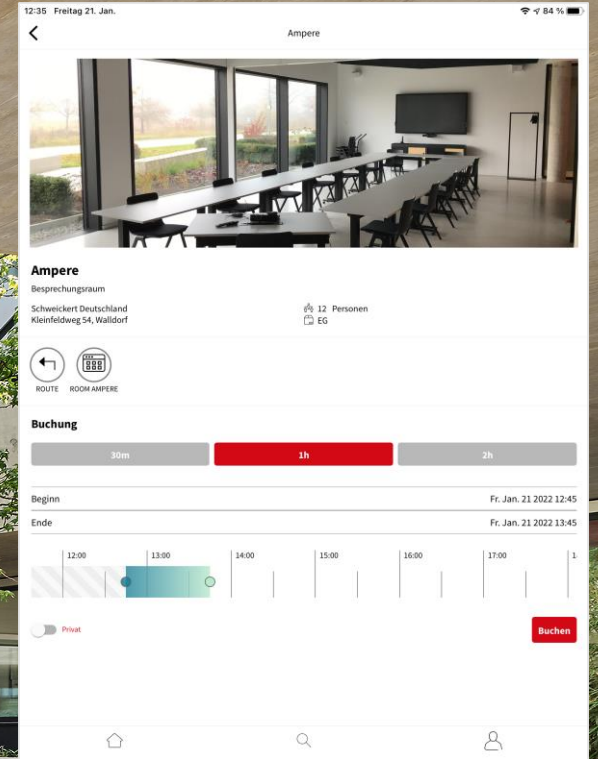 12:35 Freitag 21. Jan.
84 %
Ampere
Ampere
Besprechungsraum
Schweickert Deutschland
Kleinfeldweg 54, Walldorf
12 Personen
EG
ROUTE
ROOM AMPERE
Buchung
30m
1h
2h
Beginn
Fr. Jan. 21 2022 12:45
Ende
Fr. Jan. 21 2022 13:45
12:00
13:00
14:00
15:00
16:00
17:00
Privat
Buchen